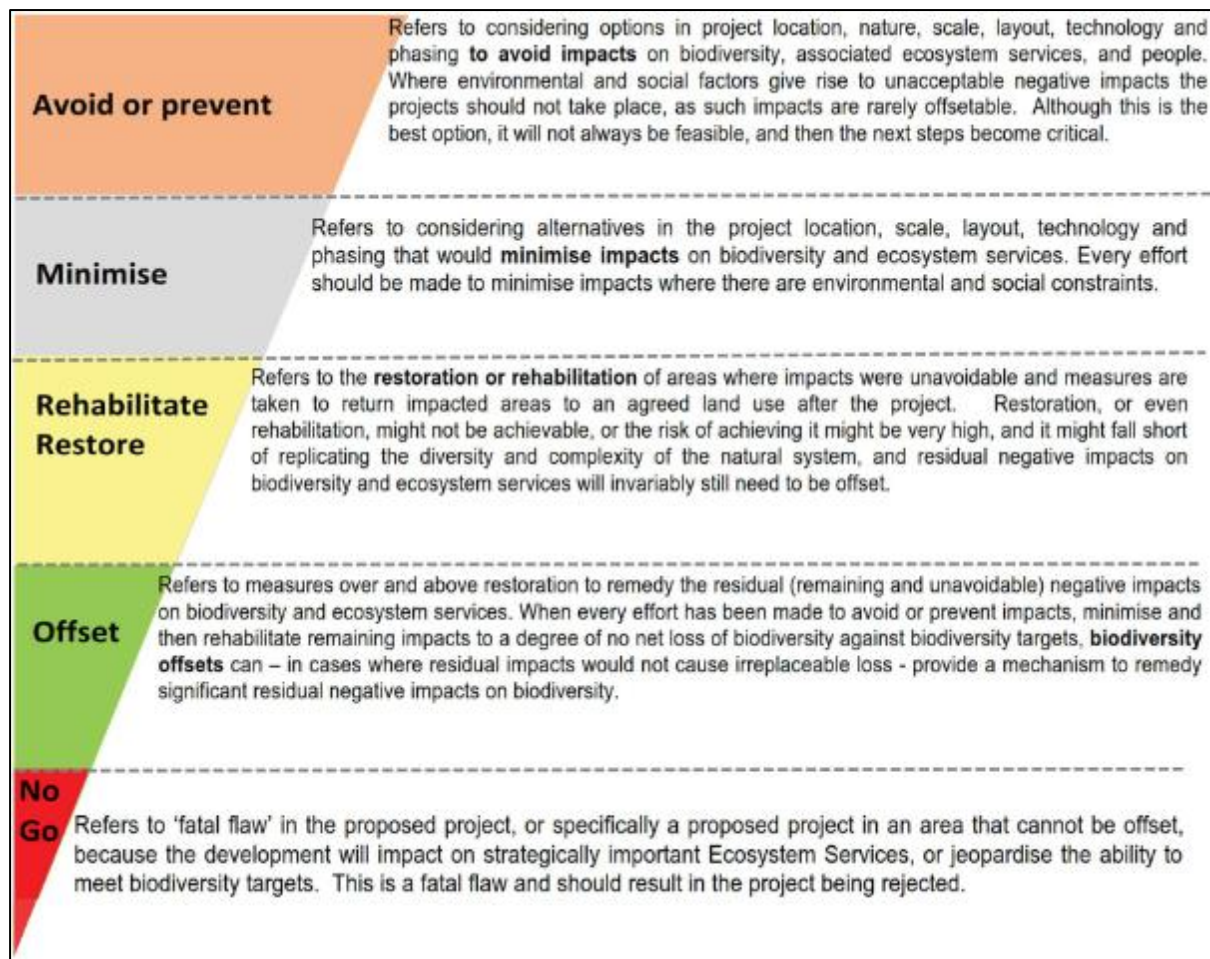 Avoid or prevent
Refers to considering options in project location, nature, scale, layout, technology and
phasing to avoid impacts on biodiversity, associated ecosystem services, and people.
Where environmental and social factors give rise to unacceptable negative impacts the
projects should not take place, as such impacts are rarely offsetable. Although this is the
best option, it will not always be feasible, and then the next steps become critical.
Minimise
Refers to considering alternatives in the project location, scale, layout, technology and
phasing that would minimise impacts on biodiversity and ecosystem services. Every effort
should be made to minimise impacts where there are environmental and social constraints.
Rehabilitate
Restore
Refers to the restoration or rehabilitation of areas where impacts were unavoidable and measures are
taken to return impacted areas to an agreed land use after the project. Restoration, or even
rehabilitation, might not be achievable, or the risk of achieving it might be very high, and it might fall short
of replicating the diversity and complexity of the natural system, and residual negative impacts on
biodiversity and ecosystem services will invariably still need to be offset.
Offset
Refers to measures over and above restoration to remedy the residual (remaining and unavoidable) negative impacts
on biodiversity and ecosystem services. When every effort has been made to avoid or prevent impacts, minimise and
then rehabilitate remaining impacts to a degree of no net loss of biodiversity against biodiversity targets, biodiversity
offsets can – in cases where residual impacts would not cause irreplaceable loss - provide a mechanism to remedy
significant residual negative impacts on biodiversity.
No
Go
Refers to ‘fatal flaw’ in the proposed project, or specifically a proposed project in an area that cannot be offset,
because the development will impact on strategically important Ecosystem Services, or jeopardise the ability to
meet biodiversity targets. This is a fatal flaw and should result in the project being rejected.